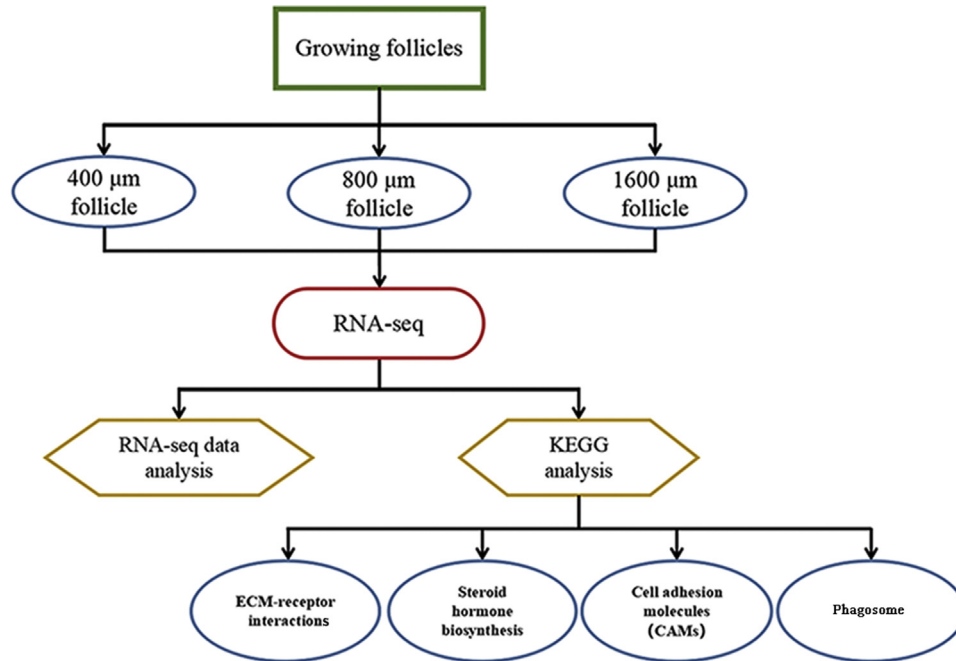 Growing follicles
400 μm
follicle
800 μm
follicle
1600 μm
follicle
RNA-seq
RNA-seq data
analysis
KEGG
analysis
ECM-receptor
interactions
Steroid
hormone
biosynthesis
Cell adhesion
molecules
(CAMs)
Phagosome